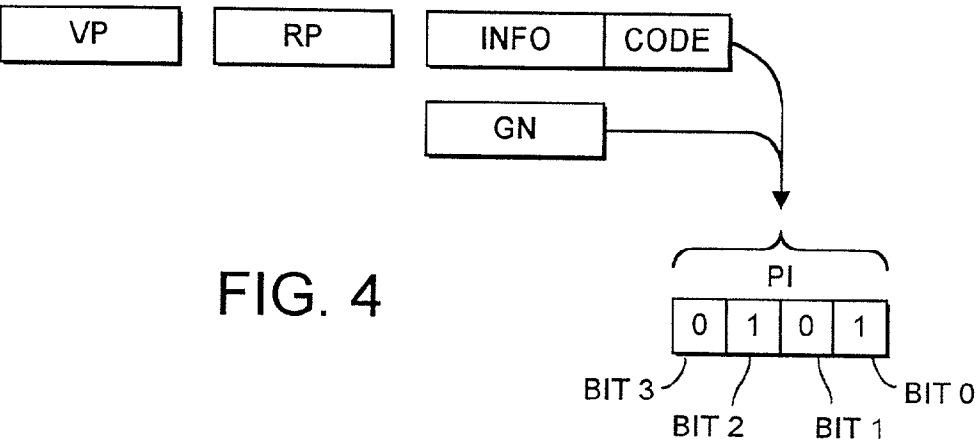 VP RP INFO CODE
GN
PI
FIG. 4
0 1 0 1
BIT 3 BIT 0
BIT 2 BIT 1